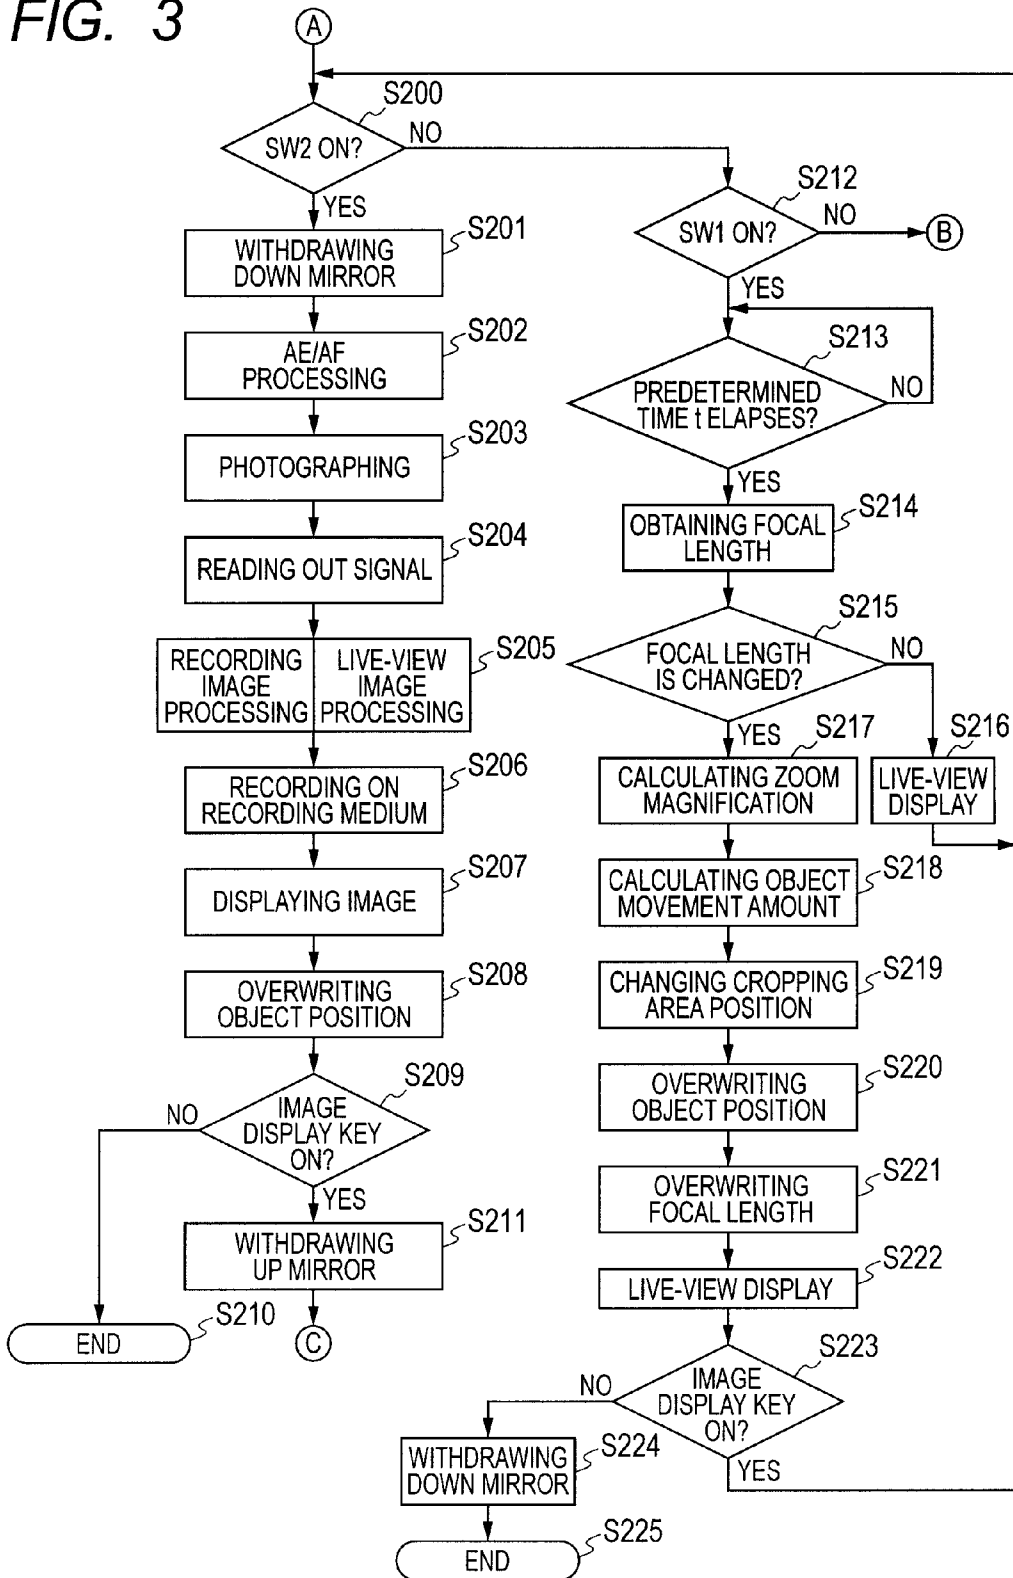 FIG. 3
A
S200
SW2 ON?
NO
YES
S201
WITHDRAWING
DOWN MIRROR
S202
AE/AF
PROCESSING
S203
PHOTOGRAPHING
S204
READING OUT SIGNAL
S205
RECORDING
IMAGE
PROCESSING
LIVE-VIEW
IMAGE
PROCESSING
S206
RECORDING ON
RECORDING MEDIUM
S207
DISPLAYING IMAGE
S208
OVERWRITING
OBJECT POSITION
S209
IMAGE
DISPLAY KEY
ON?
NO
YES
S210
END
S211
WITHDRAWING
UP MIRROR
C
S212
SW1 ON?
NO
B
YES
S213
PREDETERMINED
TIME t ELAPSES?
NO
YES
S214
OBTAINING FOCAL
LENGTH
S215
FOCAL LENGTH
IS CHANGED?
NO
YES
S216
LIVE-VIEW
DISPLAY
S217
CALCULATING ZOOM
MAGNIFICATION
S218
CALCULATING OBJECT
MOVEMENT AMOUNT
S219
CHANGING CROPPING
AREA POSITION
S220
OVERWRITING
OBJECT POSITION
S221
OVERWRITING
FOCAL LENGTH
S222
LIVE-VIEW DISPLAY
S223
IMAGE
DISPLAY KEY
ON?
NO
YES
S224
WITHDRAWING
DOWN MIRROR
S225
END